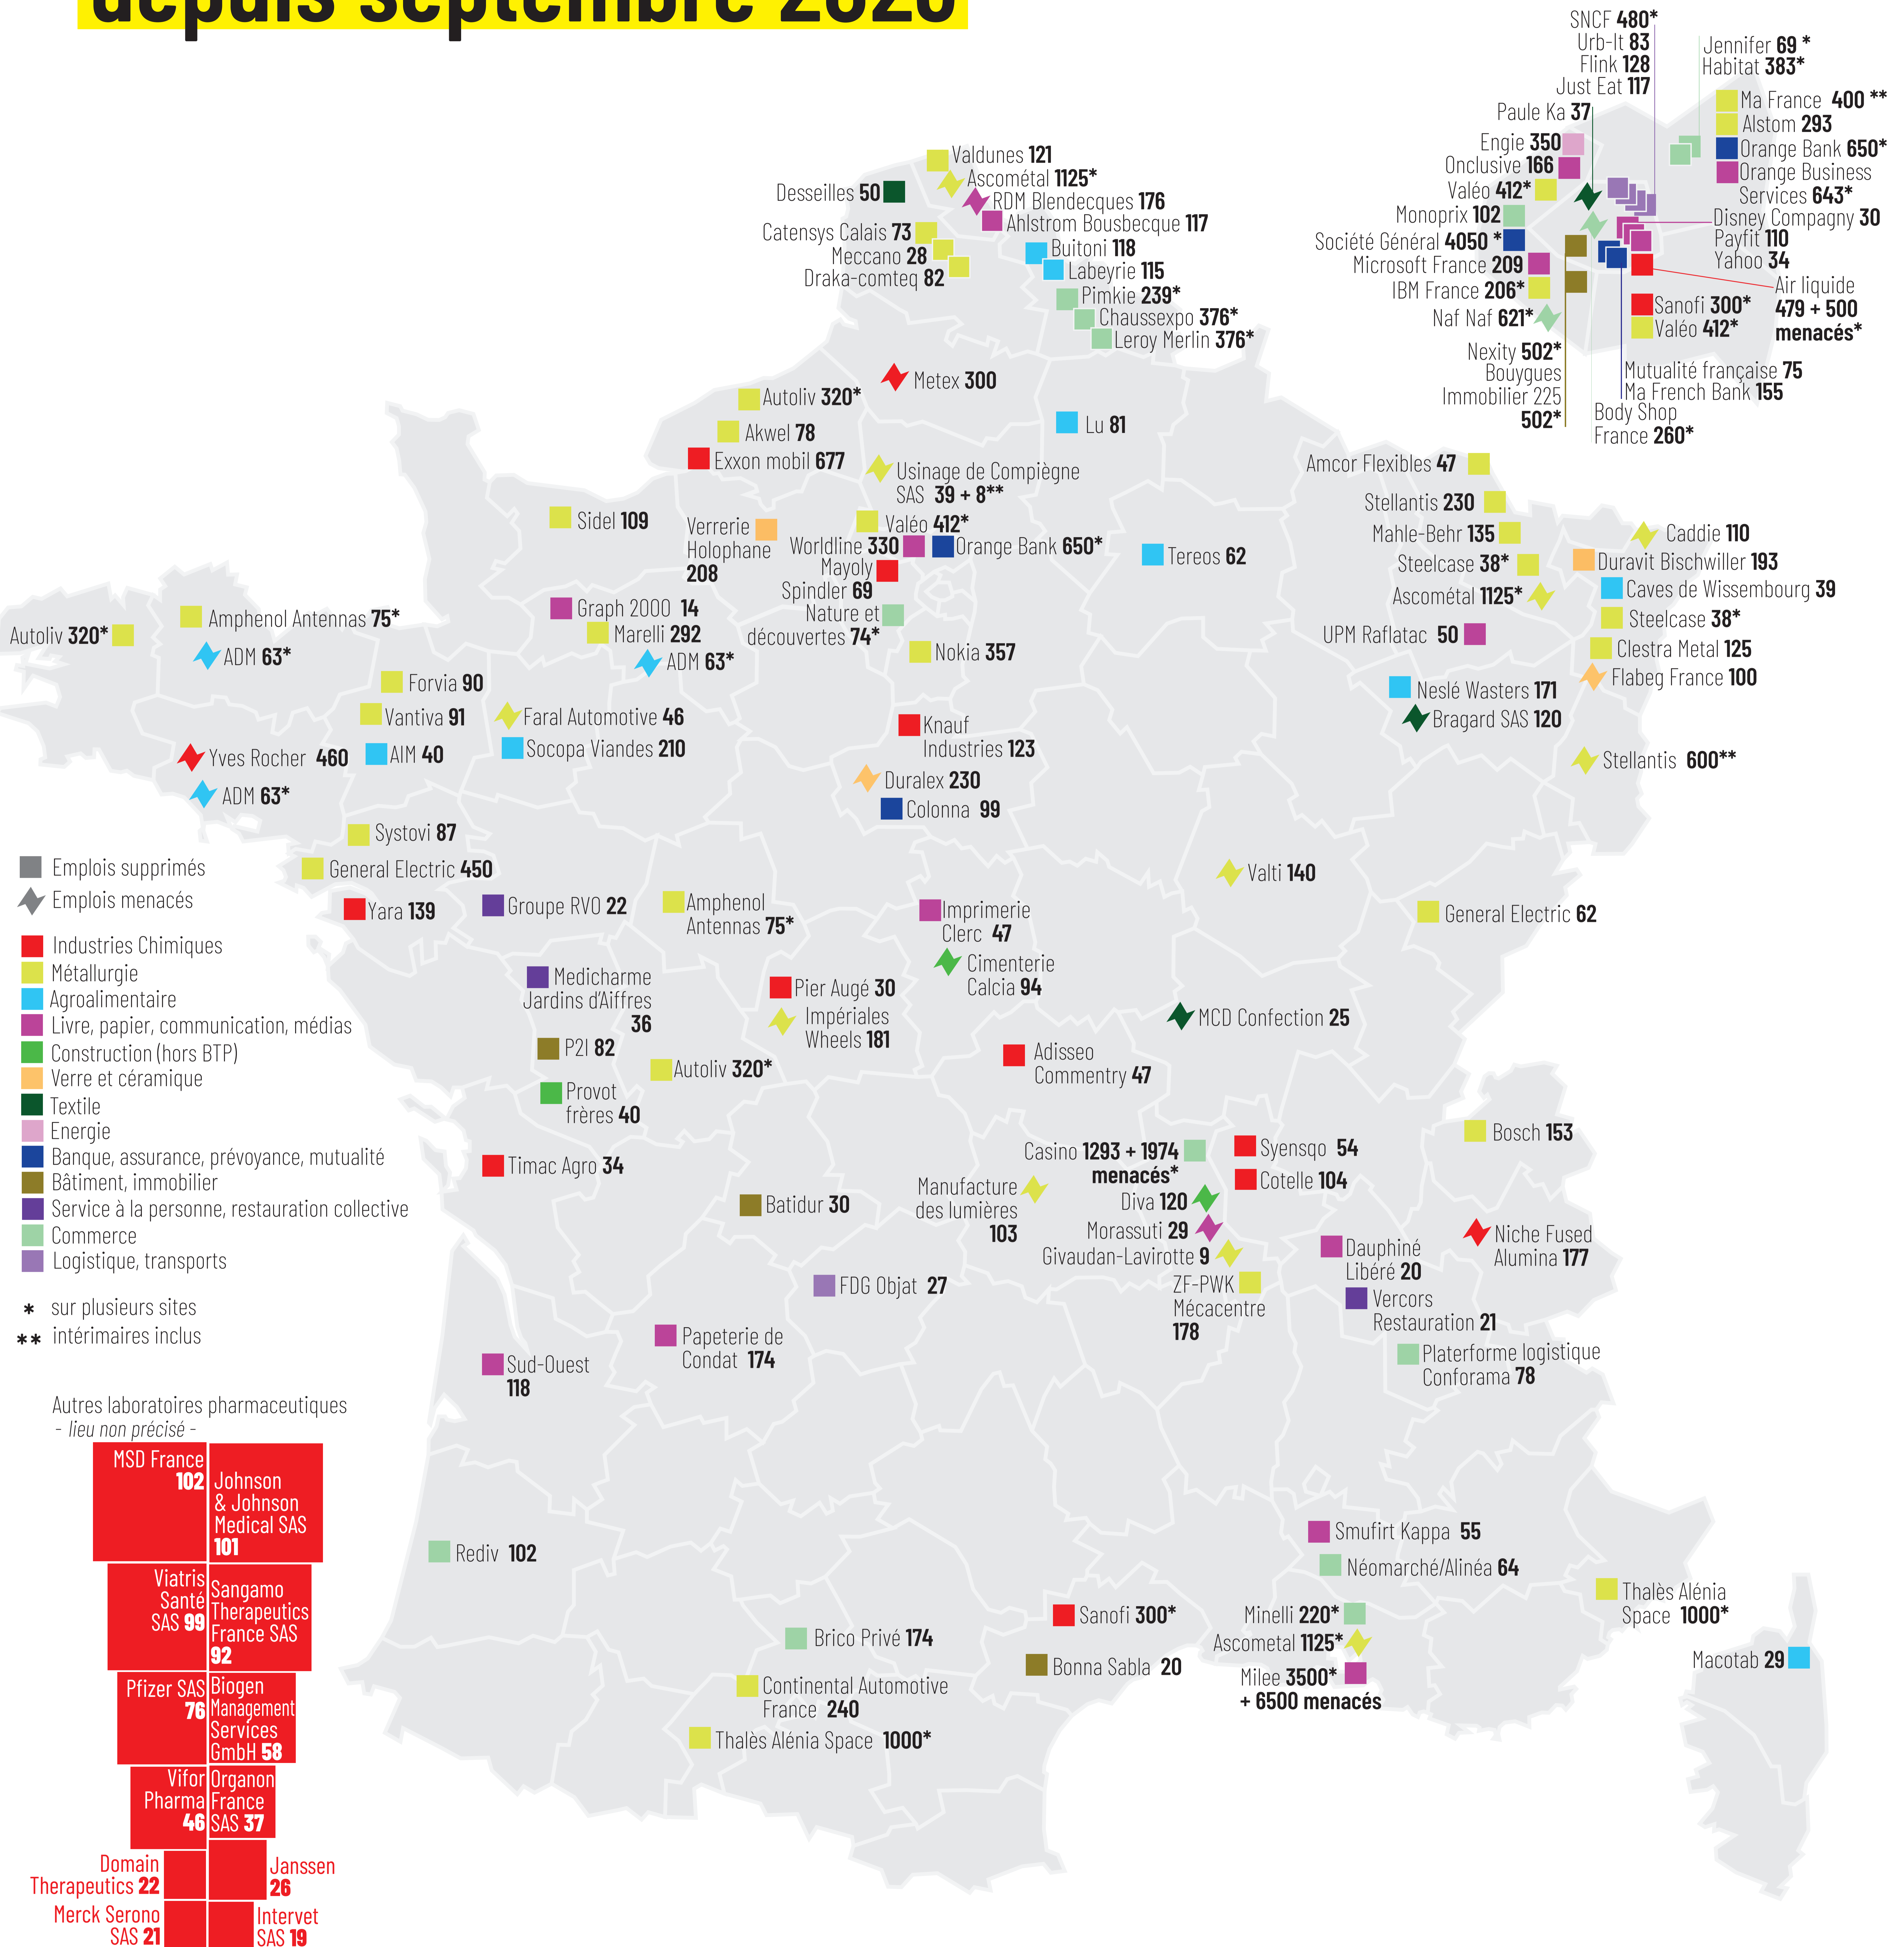 depuis septembre 2023
SNCF 480*
Urb-It 83
Flink 128
Just Eat 117
Paule Ka 37
Jennifer 69 *
Habitat 383*
Ma France 400 **
Alstom 293
Orange Bank 650*
Orange Business
Services 643*
Disney Compagny 30
Payfit 110
Yahoo 34
Air liquide
479 + 500
menacés*
Sanofi 300*
Valéo 412*
Mutualité française 75
Ma French Bank 155
Body Shop
France 260*
Engie 350
Onclusive 166
Valéo 412*
Monoprix 102
Société Général 4050 *
Microsoft France 209
IBM France 206*
Naf Naf 621*
Nexity 502*
Bouygues
Immobilier 225
502*
Valdunes 121
Ascométal 1125*
Desseilles 50
RDM Blendecques 176
Ahlstrom Bousbecque 117
Catensys Calais 73
Meccano 28
Draka-comteq 82
Buitoni 118
Labeyrie 115
Pimkie 239*
Chaussexpo 376*
Leroy Merlin 376*
Metex 300
Autoliv 320*
Akwel 78
Exxon mobil 677
Lu 81
Usinage de Compiègne
SAS 39 + 8**
Sidel 109
Verrerie
Holophane
208
Valéo 412*
Worldline 330
Orange Bank 650*
Mayoly
Spindler 69
Nature et
découvertes 74*
Nokia 357
Tereos 62
Amcor Flexibles 47
Stellantis 230
Mahle-Behr 135
Steelcase 38*
Ascométal 1125*
UPM Raflatac 50
Caddie 110
Duravit Bischwiller 193
Caves de Wissembourg 39
Steelcase 38*
Clestra Metal 125
Flabeg France 100
Neslé Wasters 171
Bragard SAS 120
Stellantis 600**
Autoliv 320*
Amphenol Antennas 75*
ADM 63*
Graph 2000 14
Marelli 292
ADM 63*
Forvia 90
Vantiva 91
AIM 40
Faral Automotive 46
Socopa Viandes 210
Yves Rocher 460
ADM 63*
Knauf
Industries 123
Duralex 230
Colonna 99
Systovi 87
General Electric 450
Yara 139
Groupe RVO 22
Amphenol
Antennas 75*
Imprimerie
Clerc 47
Cimenterie
Calcia 94
Valti 140
General Electric 62
Medicharme
Jardins d'Aiffres
36
Pier Augé 30
Impériales
Wheels 181
MCD Confection 25
P2I 82
Autoliv 320*
Provot
frères 40
Adisseo
Commentry 47
Timac Agro 34
Batidur 30
Casino 1293 + 1974
menacés*
Syensqo 54
Cotelle 104
Manufacture
des lumières
103
Diva 120
Morassuti 29
Givaudan-Lavirotte 9
ZF-PWK
Mécacentre
178
Bosch 153
Niche Fused
Alumina 177
Dauphiné
Libéré 20
Vercors
Restauration 21
Platerforme logistique
Conforama 78
FDG Objat 27
Papeterie de
Condat 174
Sud-Ouest
118
Rediv 102
Brico Privé 174
Continental Automotive
France 240
Thalès Alénia Space 1000*
Sanofi 300*
Bonna Sabla 20
Smufirt Kappa 55
Néomarché/Alinéa 64
Minelli 220*
Ascometal 1125*
Milee 3500*
+ 6500 menacés
Thalès Alénia
Space 1000*
Macotab 29
Emplois supprimés
Emplois menacés
Industries Chimiques
Métallurgie
Agroalimentaire
Livre, papier, communication, médias
Construction (hors BTP)
Verre et céramique
Textile
Energie
Banque, assurance, prévoyance, mutualité
Bâtiment, immobilier
Service à la personne, restauration collective
Commerce
Logistique, transports
* sur plusieurs sites
** intérimaires inclus
Autres laboratoires pharmaceutiques
- lieu non précisé -
MSD France
102
Johnson
& Johnson
Medical SAS
101
Viatris
Santé
SAS 99
Sangamo
Therapeutics
France SAS
92
Pfizer SAS
76
Biogen
Management
Services
GmbH 58
Vifor
Pharma
46
Organon
France
SAS 37
Domain
Therapeutics 22
Janssen
26
Merck Serono
SAS 21
Intervet
SAS 19